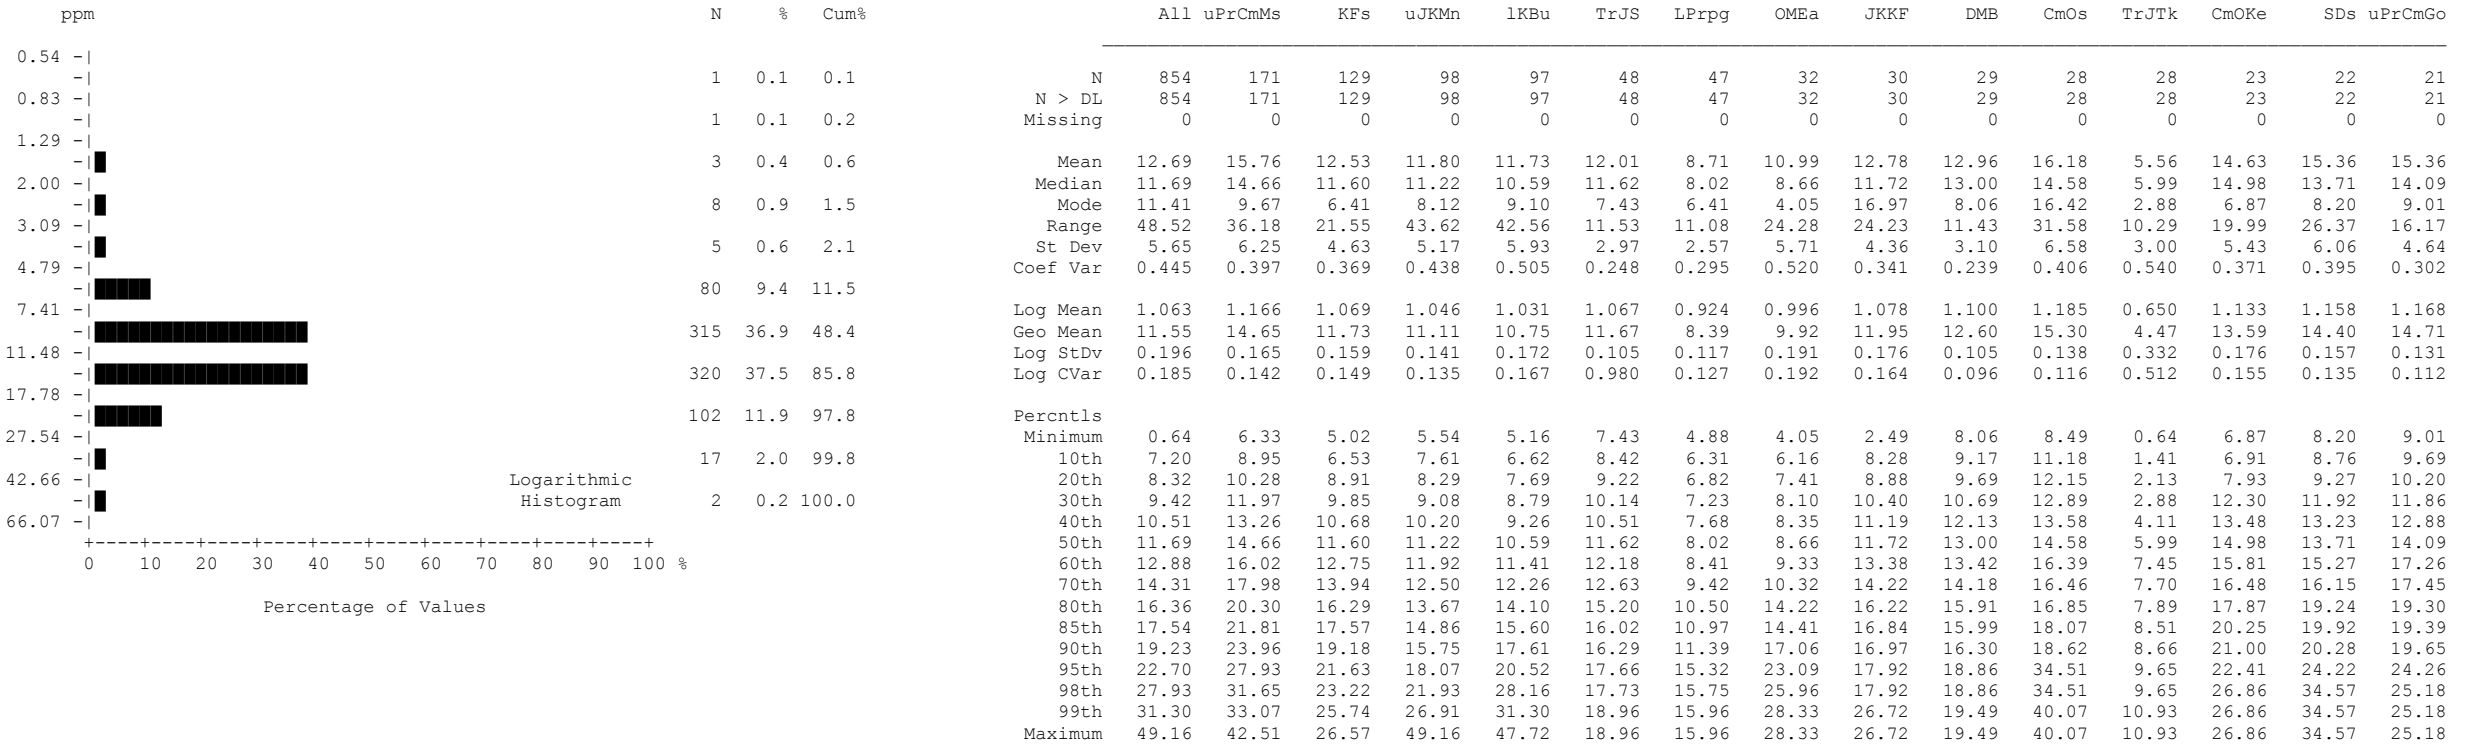 ppm N % Cum% All uPrCmMs KFs uJKMn lKBu TrJS LPrpg OMEa JKKF DMB CmOs TrJTk CmOKe SDs uPrCmGo
0.54 -|
-| 1 0.1 0.1 N 854 171 129 98 97 48 47 32 30 29 28 28 23 22 21
0.83 -| N > DL 854 171 129 98 97 48 47 32 30 29 28 28 23 22 21
-| 1 0.1 0.2 Missing 0 0 0 0 0 0 0 0 0 0 0 0 0 0 0
1.29 -|
-| 3 0.4 0.6 Mean 12.69 15.76 12.53 11.80 11.73 12.01 8.71 10.99 12.78 12.96 16.18 5.56 14.63 15.36 15.36
2.00 -| Median 11.69 14.66 11.60 11.22 10.59 11.62 8.02 8.66 11.72 13.00 14.58 5.99 14.98 13.71 14.09
-| 8 0.9 1.5 Mode 11.41 9.67 6.41 8.12 9.10 7.43 6.41 4.05 16.97 8.06 16.42 2.88 6.87 8.20 9.01
3.09 -| Range 48.52 36.18 21.55 43.62 42.56 11.53 11.08 24.28 24.23 11.43 31.58 10.29 19.99 26.37 16.17
-| 5 0.6 2.1 St Dev 5.65 6.25 4.63 5.17 5.93 2.97 2.57 5.71 4.36 3.10 6.58 3.00 5.43 6.06 4.64
4.79 -| Coef Var 0.445 0.397 0.369 0.438 0.505 0.248 0.295 0.520 0.341 0.239 0.406 0.540 0.371 0.395 0.302
-| 80 9.4 11.5
7.41 -| Log Mean 1.063 1.166 1.069 1.046 1.031 1.067 0.924 0.996 1.078 1.100 1.185 0.650 1.133 1.158 1.168
-| 315 36.9 48.4 Geo Mean 11.55 14.65 11.73 11.11 10.75 11.67 8.39 9.92 11.95 12.60 15.30 4.47 13.59 14.40 14.71
11.48 -| Log StDv 0.196 0.165 0.159 0.141 0.172 0.105 0.117 0.191 0.176 0.105 0.138 0.332 0.176 0.157 0.131
-| 320 37.5 85.8 Log CVar 0.185 0.142 0.149 0.135 0.167 0.980 0.127 0.192 0.164 0.096 0.116 0.512 0.155 0.135 0.112
17.78 -|
-| 102 11.9 97.8 Percntls
27.54 -| Minimum 0.64 6.33 5.02 5.54 5.16 7.43 4.88 4.05 2.49 8.06 8.49 0.64 6.87 8.20 9.01
-| 17 2.0 99.8 10th 7.20 8.95 6.53 7.61 6.62 8.42 6.31 6.16 8.28 9.17 11.18 1.41 6.91 8.76 9.69
42.66 -| Logarithmic 20th 8.32 10.28 8.91 8.29 7.69 9.22 6.82 7.41 8.88 9.69 12.15 2.13 7.93 9.27 10.20
-| Histogram 2 0.2 100.0 30th 9.42 11.97 9.85 9.08 8.79 10.14 7.23 8.10 10.40 10.69 12.89 2.88 12.30 11.92 11.86
66.07 -| 40th 10.51 13.26 10.68 10.20 9.26 10.51 7.68 8.35 11.19 12.13 13.58 4.11 13.48 13.23 12.88
+----+----+----+----+----+----+----+----+----+----+ 50th 11.69 14.66 11.60 11.22 10.59 11.62 8.02 8.66 11.72 13.00 14.58 5.99 14.98 13.71 14.09
0 10 20 30 40 50 60 70 80 90 100 % 60th 12.88 16.02 12.75 11.92 11.41 12.18 8.41 9.33 13.38 13.42 16.39 7.45 15.81 15.27 17.26
70th 14.31 17.98 13.94 12.50 12.26 12.63 9.42 10.32 14.22 14.18 16.46 7.70 16.48 16.15 17.45
Percentage of Values 80th 16.36 20.30 16.29 13.67 14.10 15.20 10.50 14.22 16.22 15.91 16.85 7.89 17.87 19.24 19.30
85th 17.54 21.81 17.57 14.86 15.60 16.02 10.97 14.41 16.84 15.99 18.07 8.51 20.25 19.92 19.39
90th 19.23 23.96 19.18 15.75 17.61 16.29 11.39 17.06 16.97 16.30 18.62 8.66 21.00 20.28 19.65
95th 22.70 27.93 21.63 18.07 20.52 17.66 15.32 23.09 17.92 18.86 34.51 9.65 22.41 24.22 24.26
98th 27.93 31.65 23.22 21.93 28.16 17.73 15.75 25.96 17.92 18.86 34.51 9.65 26.86 34.57 25.18
99th 31.30 33.07 25.74 26.91 31.30 18.96 15.96 28.33 26.72 19.49 40.07 10.93 26.86 34.57 25.18
Maximum 49.16 42.51 26.57 49.16 47.72 18.96 15.96 28.33 26.72 19.49 40.07 10.93 26.86 34.57 25.18